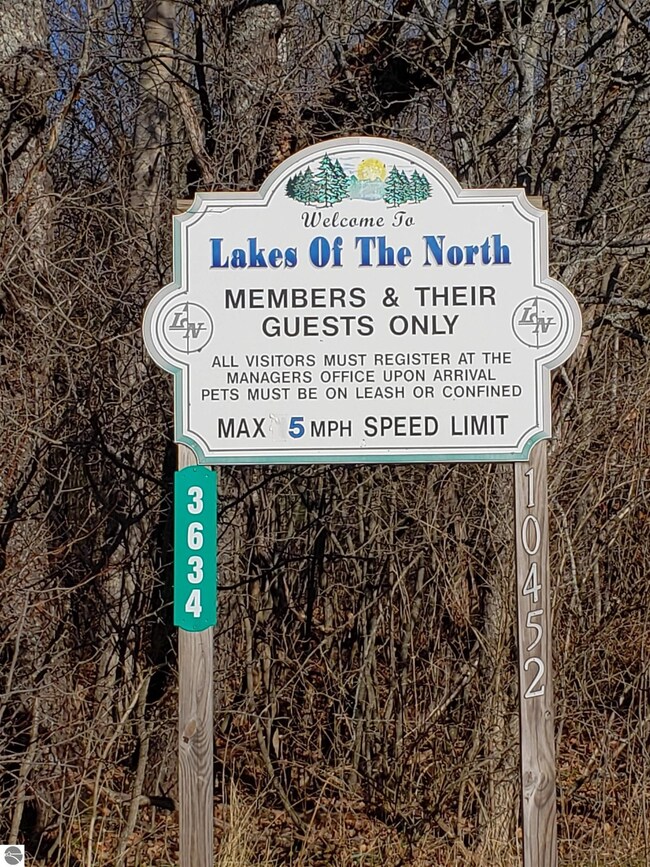 Welcome To
Lakes Of The North
MEMBERS & THEIR
GUESTS ONLY
LN
LN
ALL VISITORS MUST REGISTER AT THE
MANAGERS OFFICE UPON ARRIVAL
PETS MUST BE ON LEASH OR CONFINED
MAX 5 MPH SPEED LIMIT
3634
10452